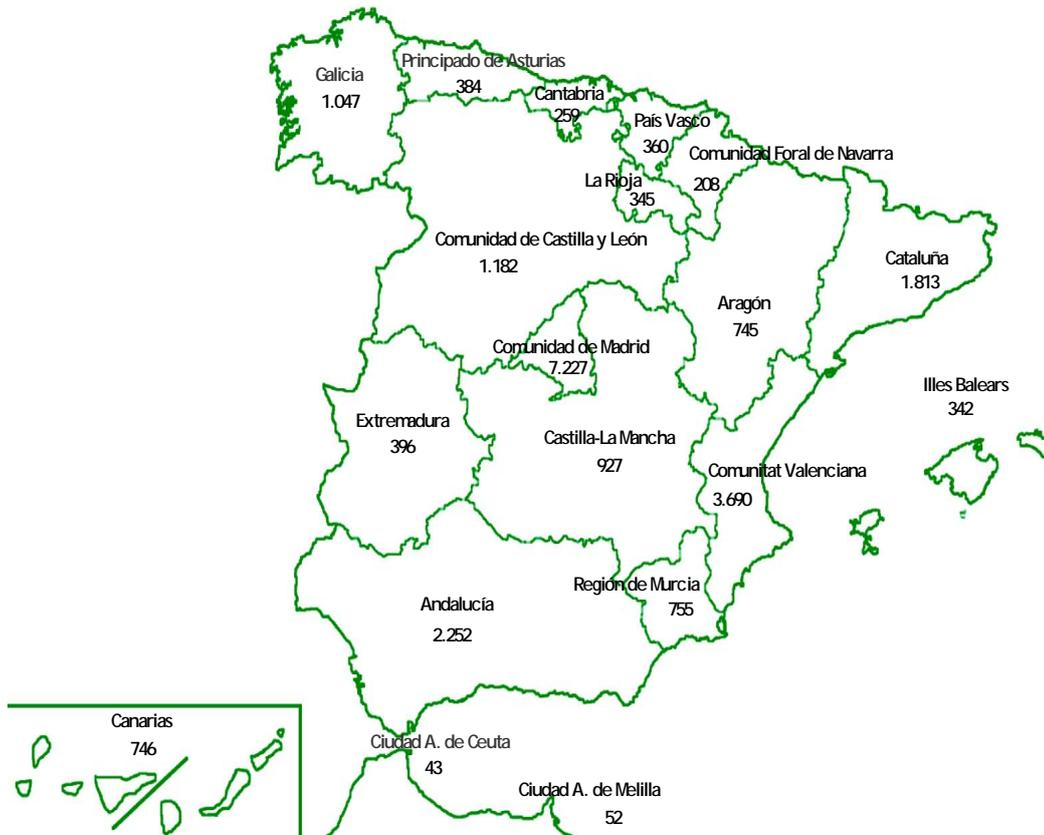 Galicia
1.047
Principado de Asturias
384
Cantabria
259
País Vasco
360
Comunidad Foral de Navarra
208
La Rioja
345
Comunidad de Castilla y León
1.182
Cataluña
1.813
Aragón
745
Comunidad de Madrid
7.227
Illes Balears
342
Extremadura
396
Castilla-La Mancha
927
Comunitat Valenciana
3.690
Región de Murcia
755
Andalucía
2.252
Canarias
746
Ciudad A. de Ceuta
43
Ciudad A. de Melilla
52